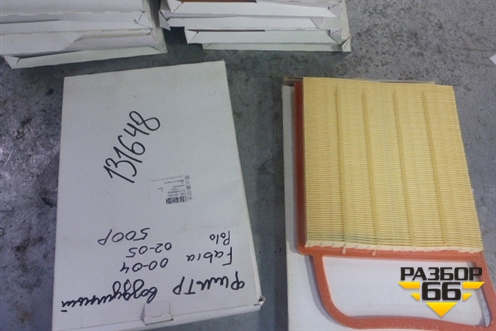 131648
Фильтр воздушный
Fabia 00-04
Polo 02-05
500р
РАЗБОР
66